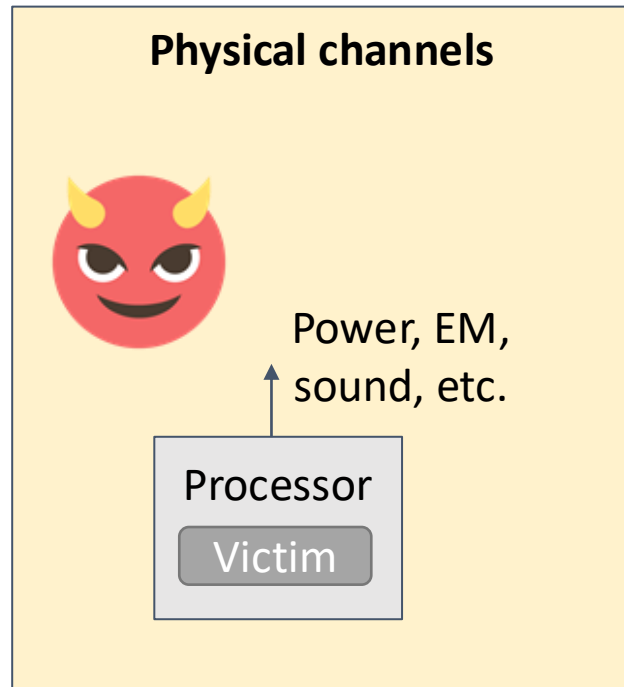 Physical channels
Power, EM,
sound, etc.
Processor
Victim